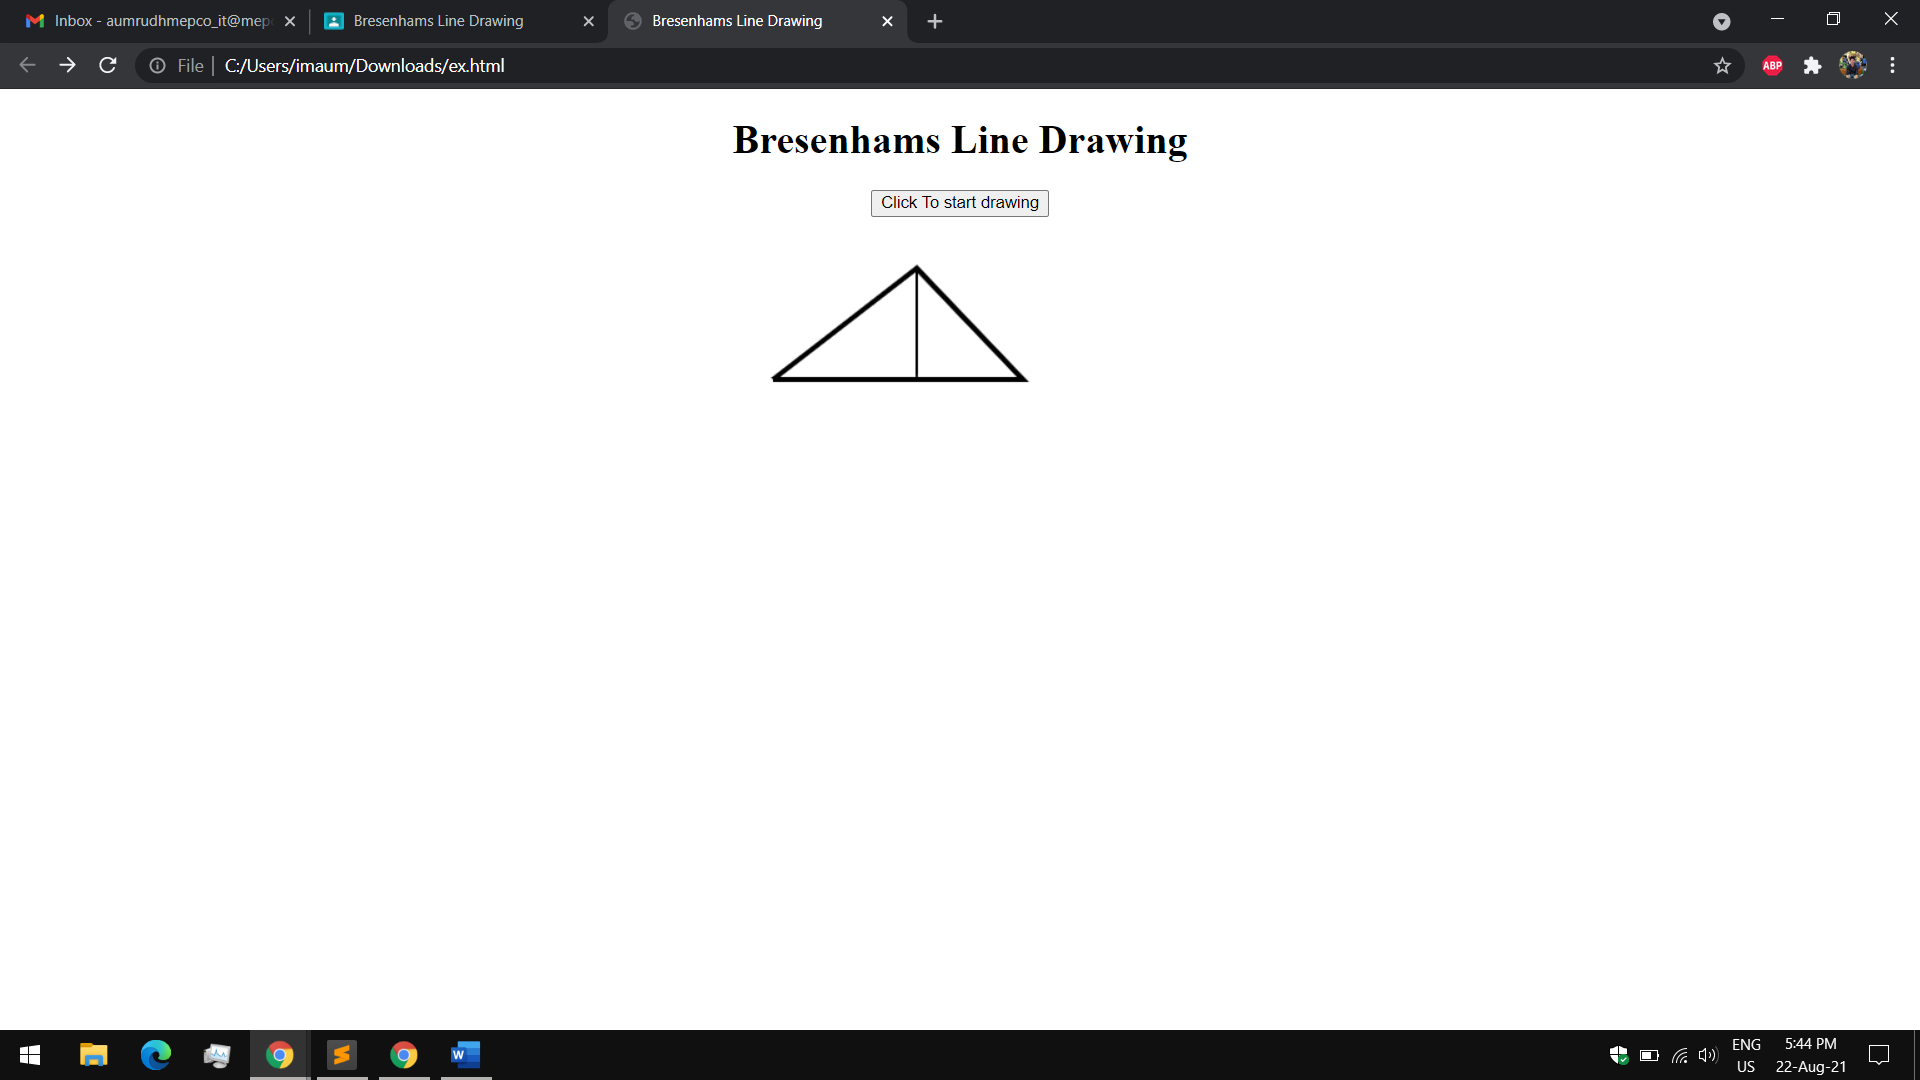 Inbox - aumrudhmepco_it@mep
Bresenhams Line Drawing
Bresenhams Line Drawing
File
C:/Users/imaum/Downloads/ex.html
ABP
Bresenhams Line Drawing
Click To start drawing
W
ENG
US
5:44 PM
22-Aug-21